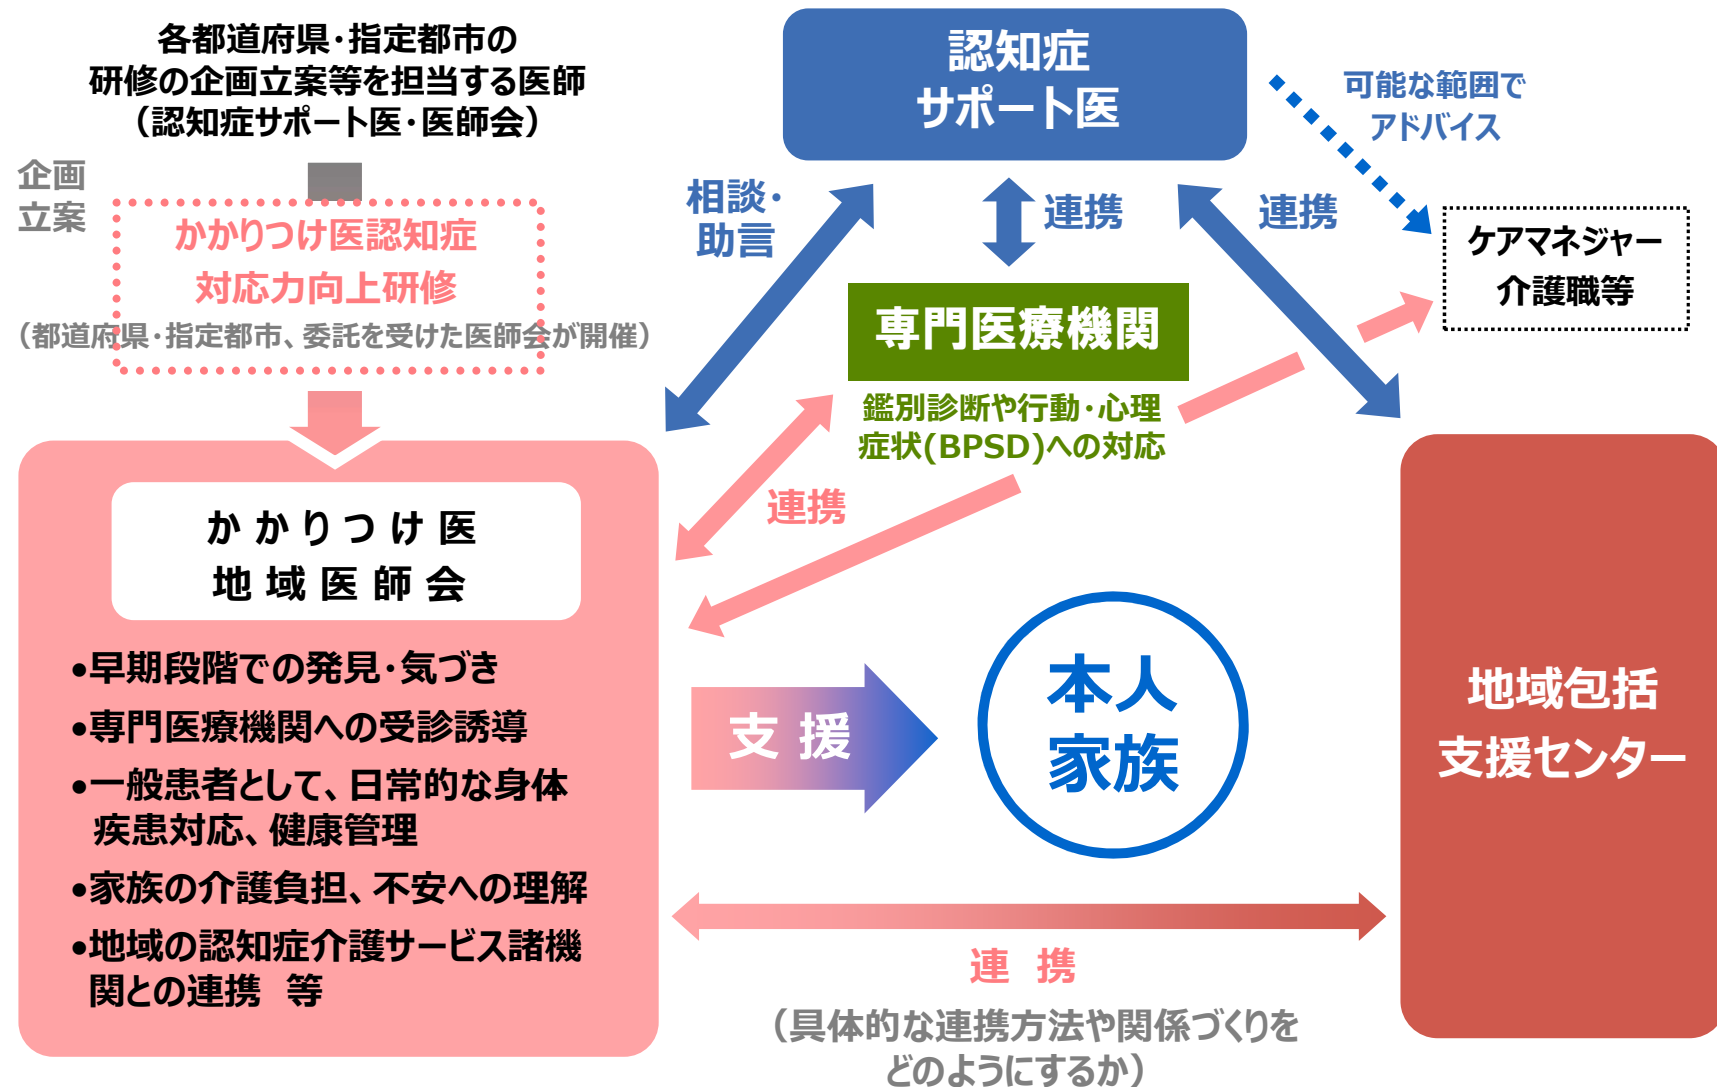 各都道府県・指定都市の
研修の企画立案等を担当する医師
（認知症サポート医・医師会）
企画
立案
かかりつけ医認知症
対応力向上研修
（都道府県・指定都市、委託を受けた医師会が開催）
認知症
サポート医
可能な範囲で
アドバイス
相談・
助言
連携
連携
ケアマネジャー
介護職等
専門医療機関
鑑別診断や行動・心理
症状(BPSD)への対応
連携
かかりつけ医
地域医師会
•早期段階での発見・気づき
•専門医療機関への受診誘導
•一般患者として、日常的な身体
疾患対応、健康管理
•家族の介護負担、不安への理解
•地域の認知症介護サービス諸機
関との連携　等
支 援
本人
家族
地域包括
支援センター
連　携
（具体的な連携方法や関係づくりを
どのようにするか）